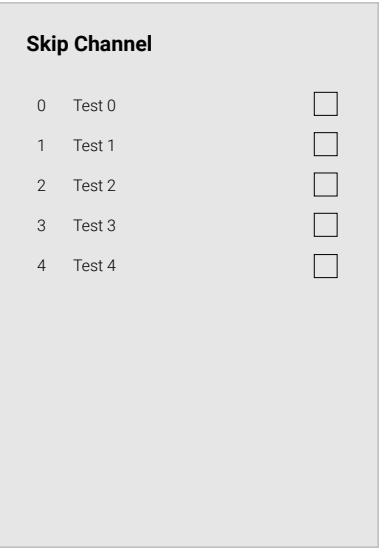 Skip Channel
0 Test 0
1 Test 1
2 Test 2
3 Test 3
4 Test 4